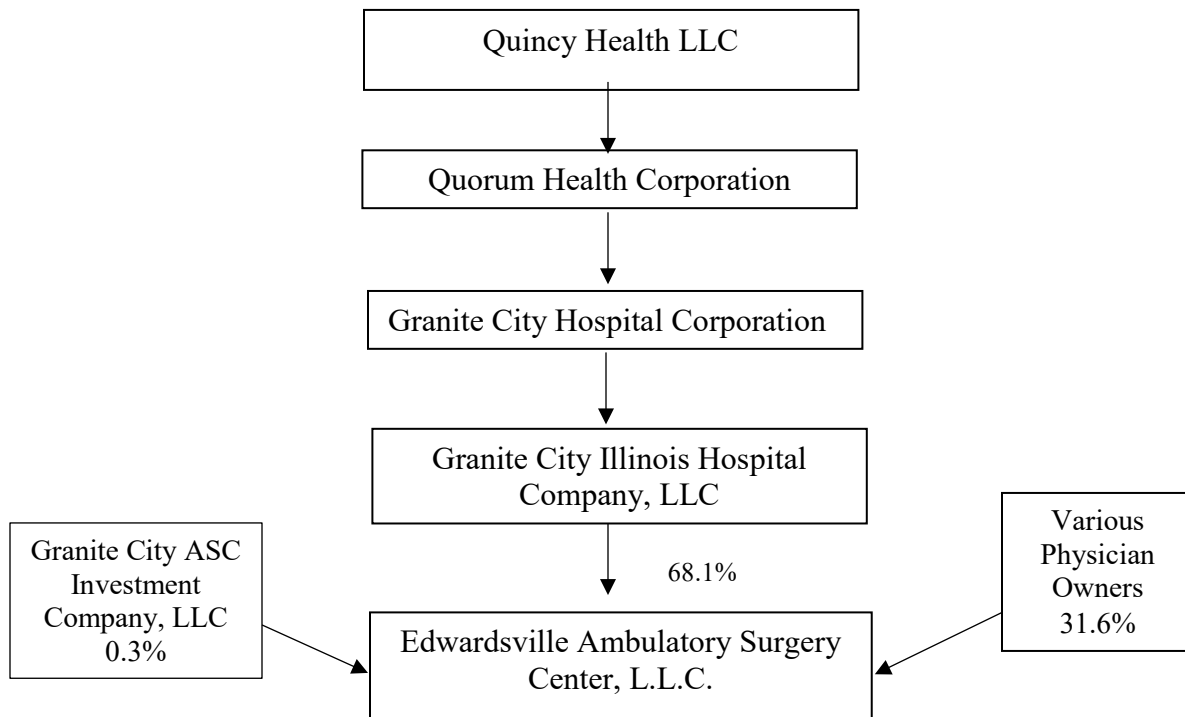 Quincy Health LLC
Quorum Health Corporation
Granite City Hospital Corporation
Granite City Illinois Hospital
Company, LLC
68.1%
Granite City ASC
Investment
Company, LLC
0.3%
Various
Physician
Owners
31.6%
Edwardsville Ambulatory Surgery
Center, L.L.C.